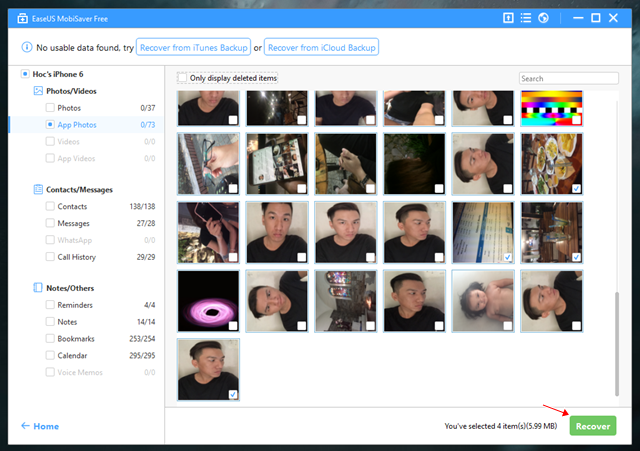 EaseUS MobiSaver Free
No usable data found, try Recover from iTunes Backup or Recover from iCloud Backup
Hoc's iPhone 6
Photos/Videos
Photos 0/37
App Photos 0/73
Videos 0/0
App Videos 0/0
Contacts/Messages
Contacts 138/138
Messages 27/28
WhatsApp 0/0
Call History 29/29
Notes/Others
Reminders 4/4
Notes 14/14
Bookmarks 253/254
Calendar 295/295
Voice Memos 0/0
Home
Only display deleted items
Search
You've selected 4 item(s)(5.99 MB)
Recover